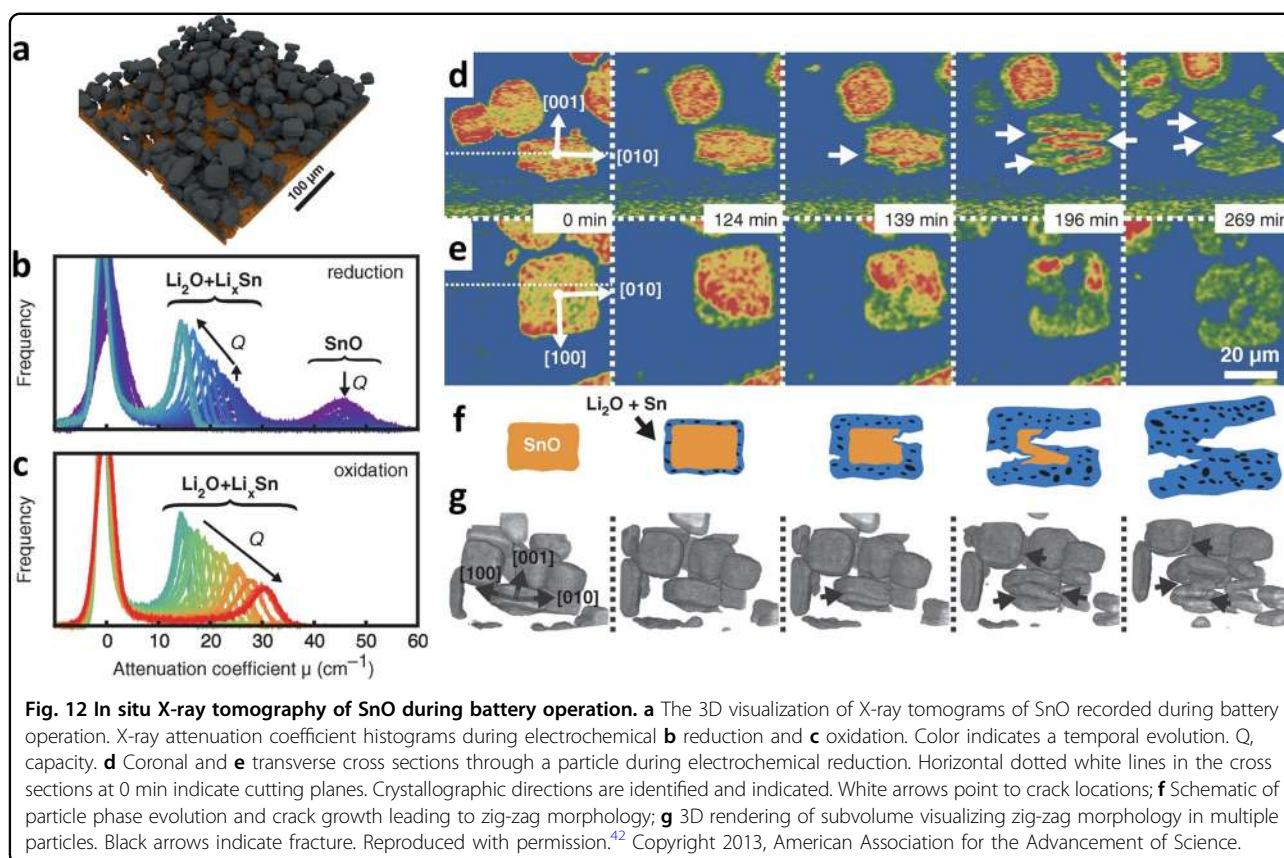 a
100 µm
b
reduction
Li₂O+LiₓSn
SnO
Q
Q
Frequency
c
oxidation
Li₂O+LiₓSn
Q
Frequency
0 10 20 30 40 50 60
Attenuation coefficient µ (cm⁻¹)
d
[001]
[010]
0 min
124 min
139 min
196 min
269 min
e
[010]
[100]
20 µm
f
Li₂O + Sn
SnO
g
[001]
[100]
[010]
Fig. 12 In situ X-ray tomography of SnO during battery operation. a The 3D visualization of X-ray tomograms of SnO recorded during battery
operation. X-ray attenuation coefficient histograms during electrochemical b reduction and c oxidation. Color indicates a temporal evolution. Q,
capacity. d Coronal and e transverse cross sections through a particle during electrochemical reduction. Horizontal dotted white lines in the cross
sections at 0 min indicate cutting planes. Crystallographic directions are identified and indicated. White arrows point to crack locations; f Schematic of
particle phase evolution and crack growth leading to zig-zag morphology; g 3D rendering of subvolume visualizing zig-zag morphology in multiple
particles. Black arrows indicate fracture. Reproduced with permission.⁴² Copyright 2013, American Association for the Advancement of Science.